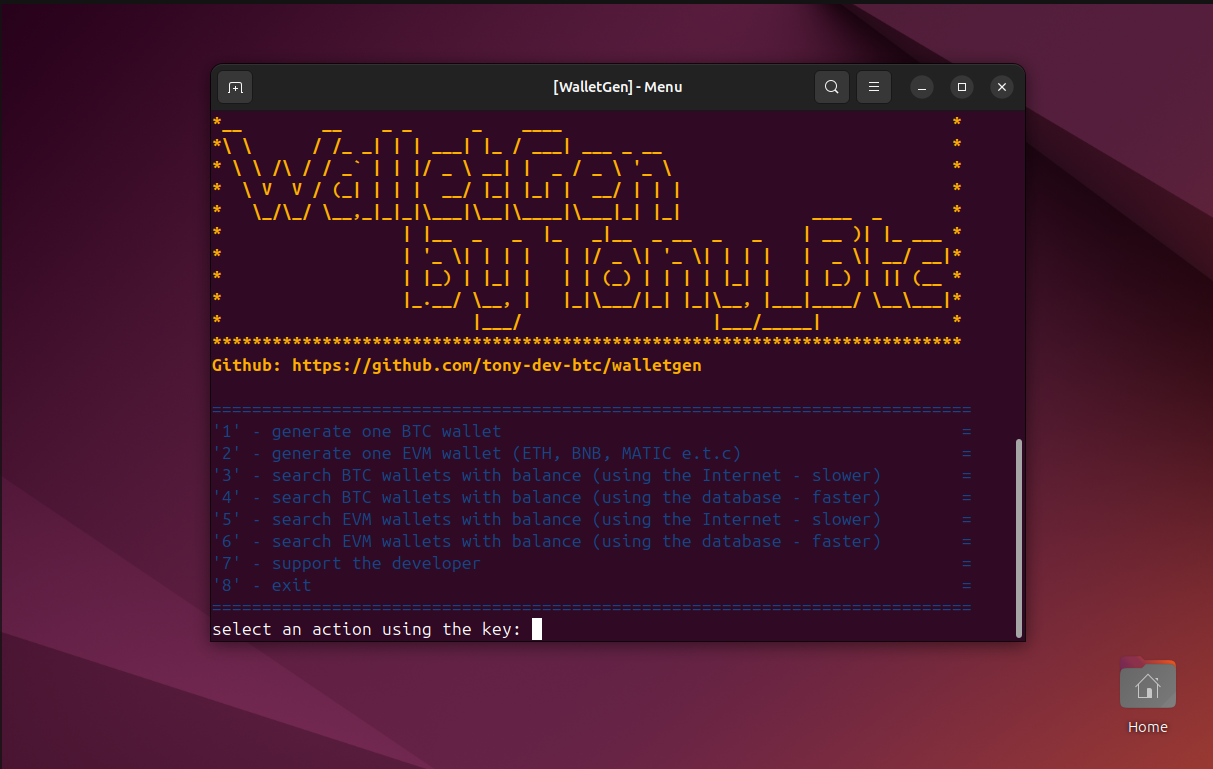 [WalletGen] - Menu
WalletGen
by Tony_Btc
***************************************************************************
Github: https://github.com/tony-dev-btc/walletgen
============================================================================
'1' - generate one BTC wallet =
'2' - generate one EVM wallet (ETH, BNB, MATIC e.t.c) =
'3' - search BTC wallets with balance (using the Internet - slower) =
'4' - search BTC wallets with balance (using the database - faster) =
'5' - search EVM wallets with balance (using the Internet - slower) =
'6' - search EVM wallets with balance (using the database - faster) =
'7' - support the developer =
'8' - exit =
============================================================================
select an action using the key:
Home